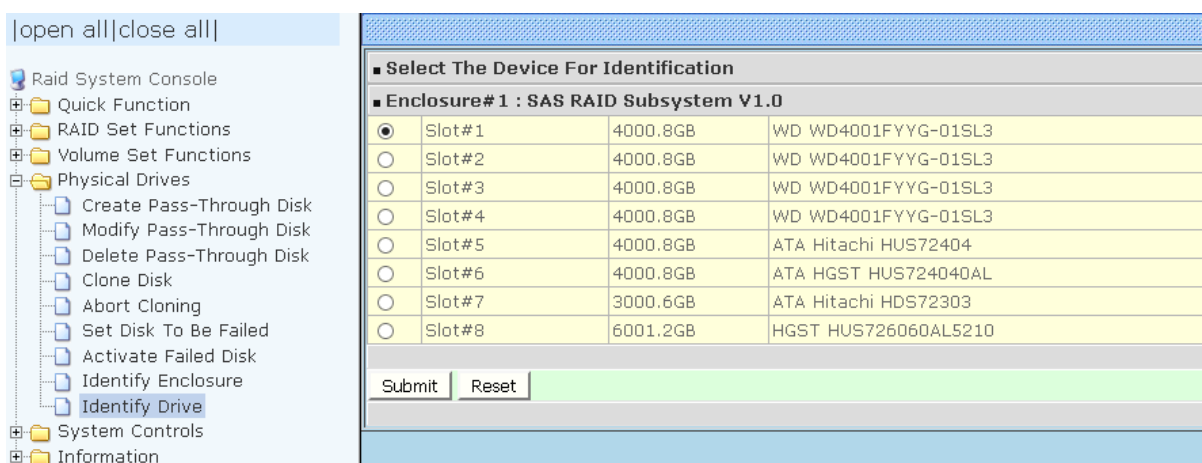 |open all|close all|
Raid System Console
Quick Function
RAID Set Functions
Volume Set Functions
Physical Drives
Create Pass-Through Disk
Modify Pass-Through Disk
Delete Pass-Through Disk
Clone Disk
Abort Cloning
Set Disk To Be Failed
Activate Failed Disk
Identify Enclosure
Identify Drive
System Controls
Information
Select The Device For Identification
Enclosure#1 : SAS RAID Subsystem V1.0
Slot#1 4000.8GB WD WD4001FYYG-01SL3
Slot#2 4000.8GB WD WD4001FYYG-01SL3
Slot#3 4000.8GB WD WD4001FYYG-01SL3
Slot#4 4000.8GB WD WD4001FYYG-01SL3
Slot#5 4000.8GB ATA Hitachi HUS72404
Slot#6 4000.8GB ATA HGST HUS724040AL
Slot#7 3000.6GB ATA Hitachi HDS72303
Slot#8 6001.2GB HGST HUS726060AL5210
Submit Reset